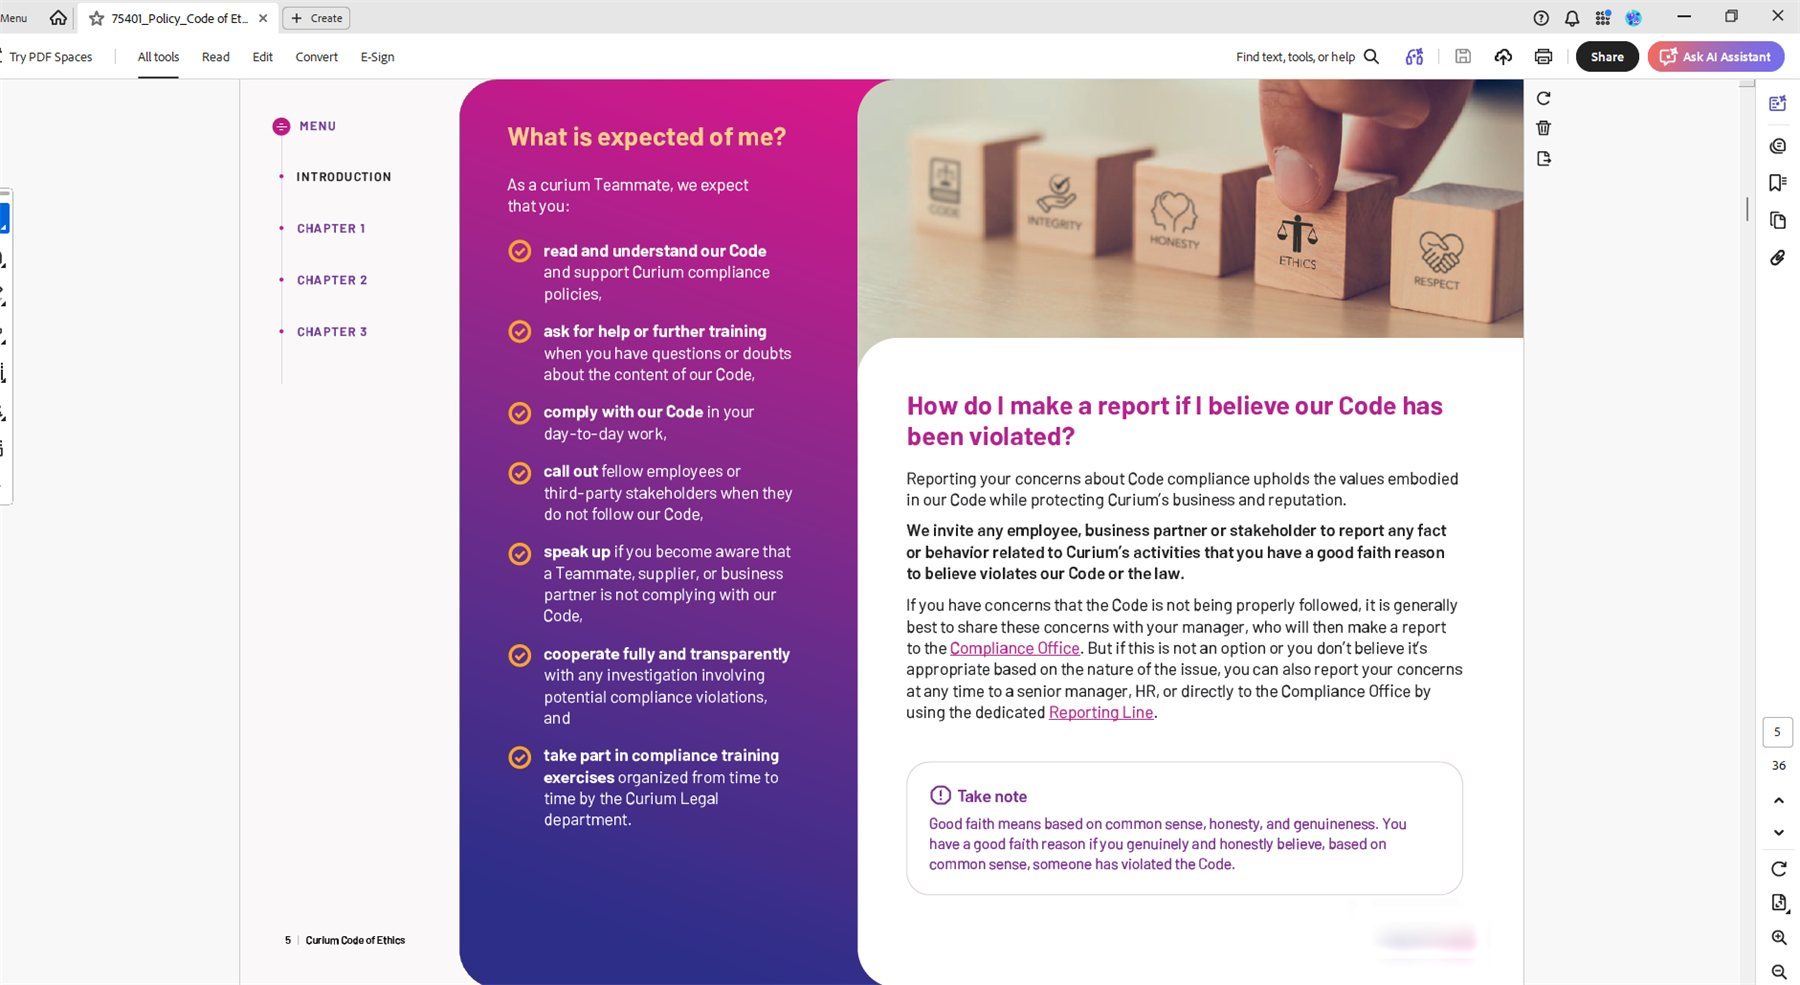 Menu
75401_Policy_Code of Et...
Create
Try PDF Spaces
All tools
Read
Edit
Convert
E-Sign
Find text, tools, or help
Share
Ask AI Assistant
MENU
INTRODUCTION
CHAPTER 1
CHAPTER 2
CHAPTER 3
What is expected of me?
As a curium Teammate, we expect
that you:
read and understand our Code
and support Curium compliance
policies,
ask for help or further training
when you have questions or doubts
about the content of our Code,
comply with our Code in your
day-to-day work,
call out fellow employees or
third-party stakeholders when they
do not follow our Code,
speak up if you become aware that
a Teammate, supplier, or business
partner is not complying with our
Code,
cooperate fully and transparently
with any investigation involving
potential compliance violations,
and
take part in compliance training
exercises organized from time to
time by the Curium Legal
department.
CODE
INTEGRITY
HONESTY
ETHICS
RESPECT
How do I make a report if I believe our Code has
been violated?
Reporting your concerns about Code compliance upholds the values embodied
in our Code while protecting Curium's business and reputation.
We invite any employee, business partner or stakeholder to report any fact
or behavior related to Curium's activities that you have a good faith reason
to believe violates our Code or the law.
If you have concerns that the Code is not being properly followed, it is generally
best to share these concerns with your manager, who will then make a report
to the Compliance Office. But if this is not an option or you don't believe it's
appropriate based on the nature of the issue, you can also report your concerns
at any time to a senior manager, HR, or directly to the Compliance Office by
using the dedicated Reporting Line.
Take note
Good faith means based on common sense, honesty, and genuineness. You
have a good faith reason if you genuinely and honestly believe, based on
common sense, someone has violated the Code.
5 | Curium Code of Ethics
5
36